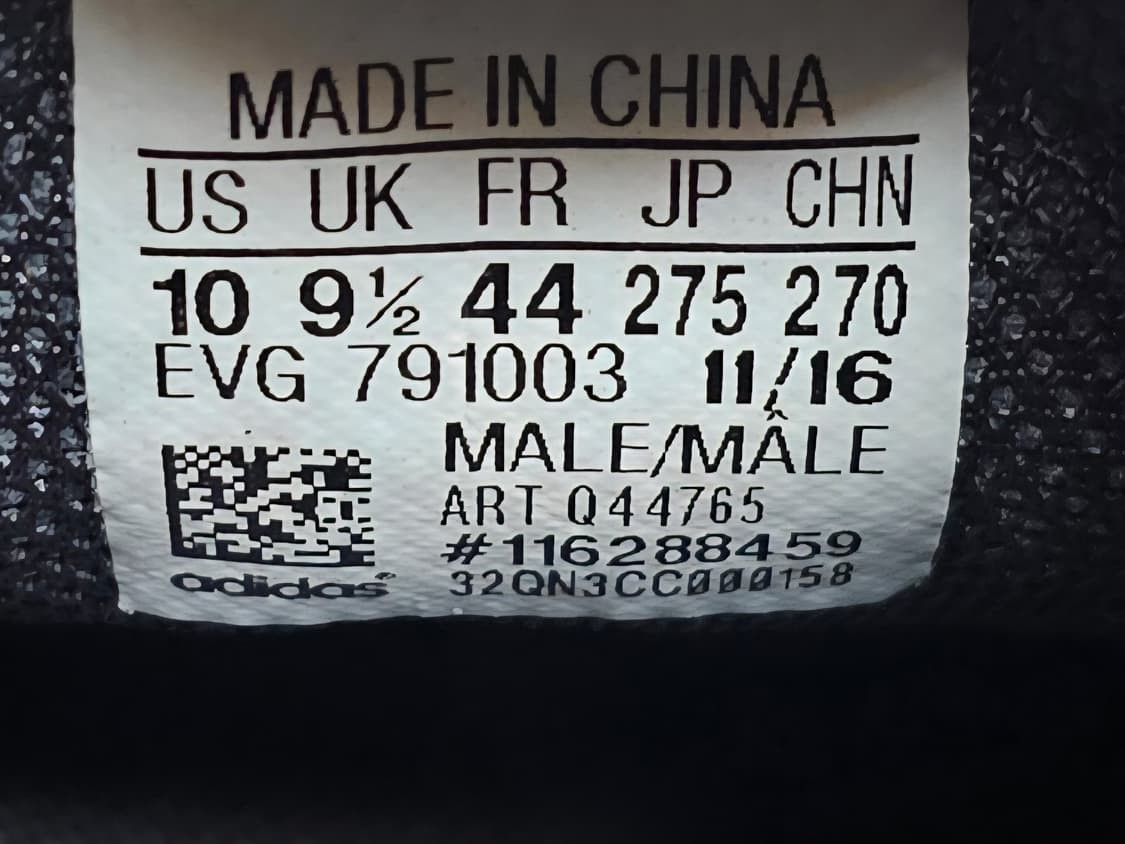 MADE IN CHINA
US UK FR JP CHN
10 9½ 44 275 270
EVG 791003 11/16
MALE/MÂLE
ART Q44765
#116288459
adidas® 32QN3CC000158